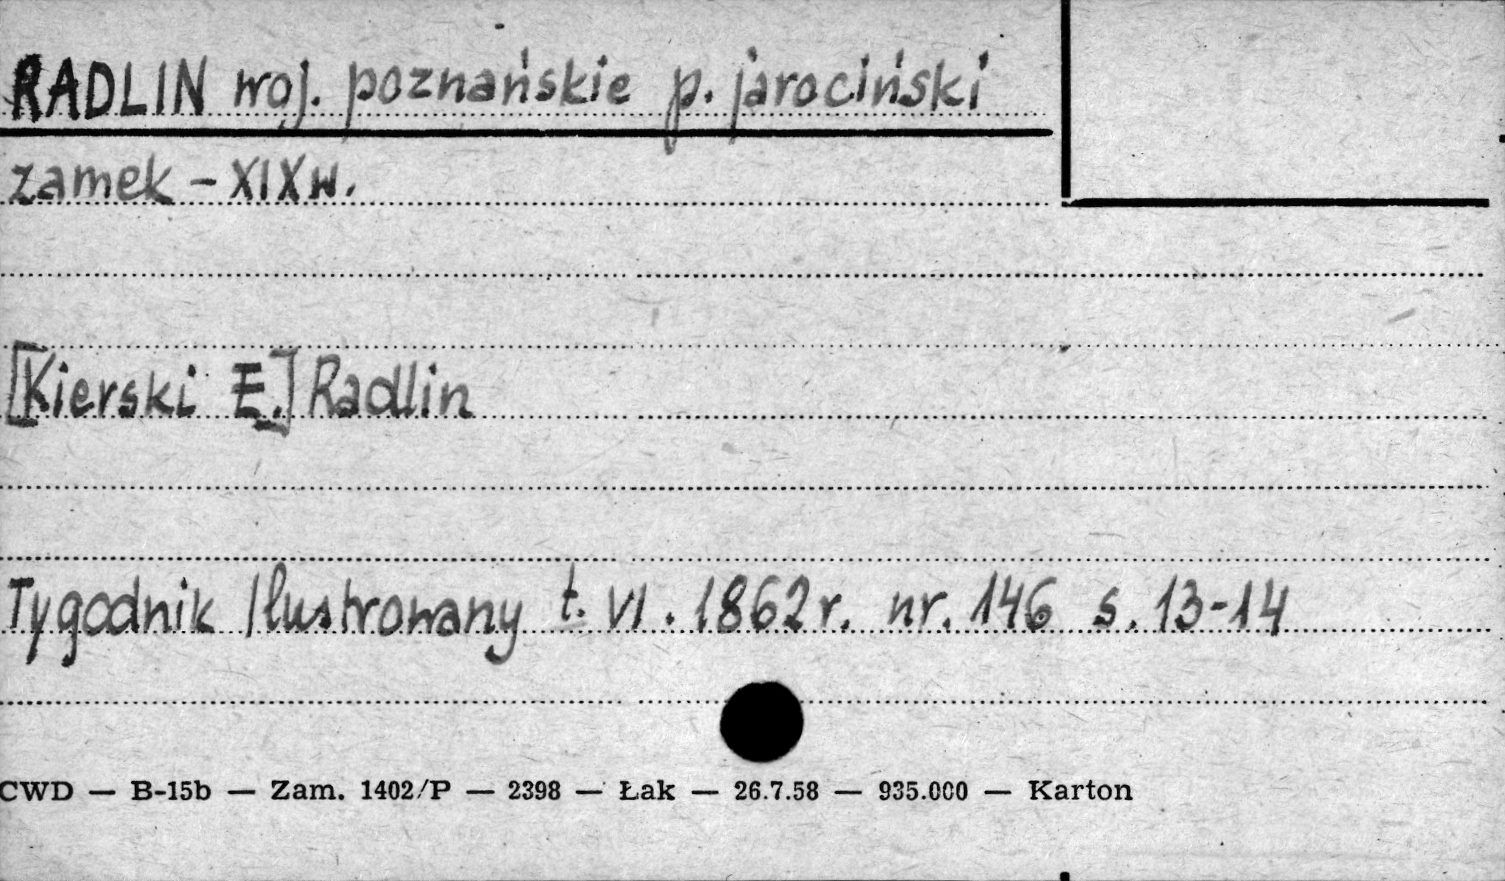 RADLIN woj. poznańskie p. jarociński
zamek - XIX w.
[Kierski E.] Radlin
Tygodnik Ilustrowany t. VI. 1862 r. nr. 146 s. 13-14
CWD — B-15b — Zam. 1402/P — 2398 — Łak — 26.7.58 — 935.000 — Karton